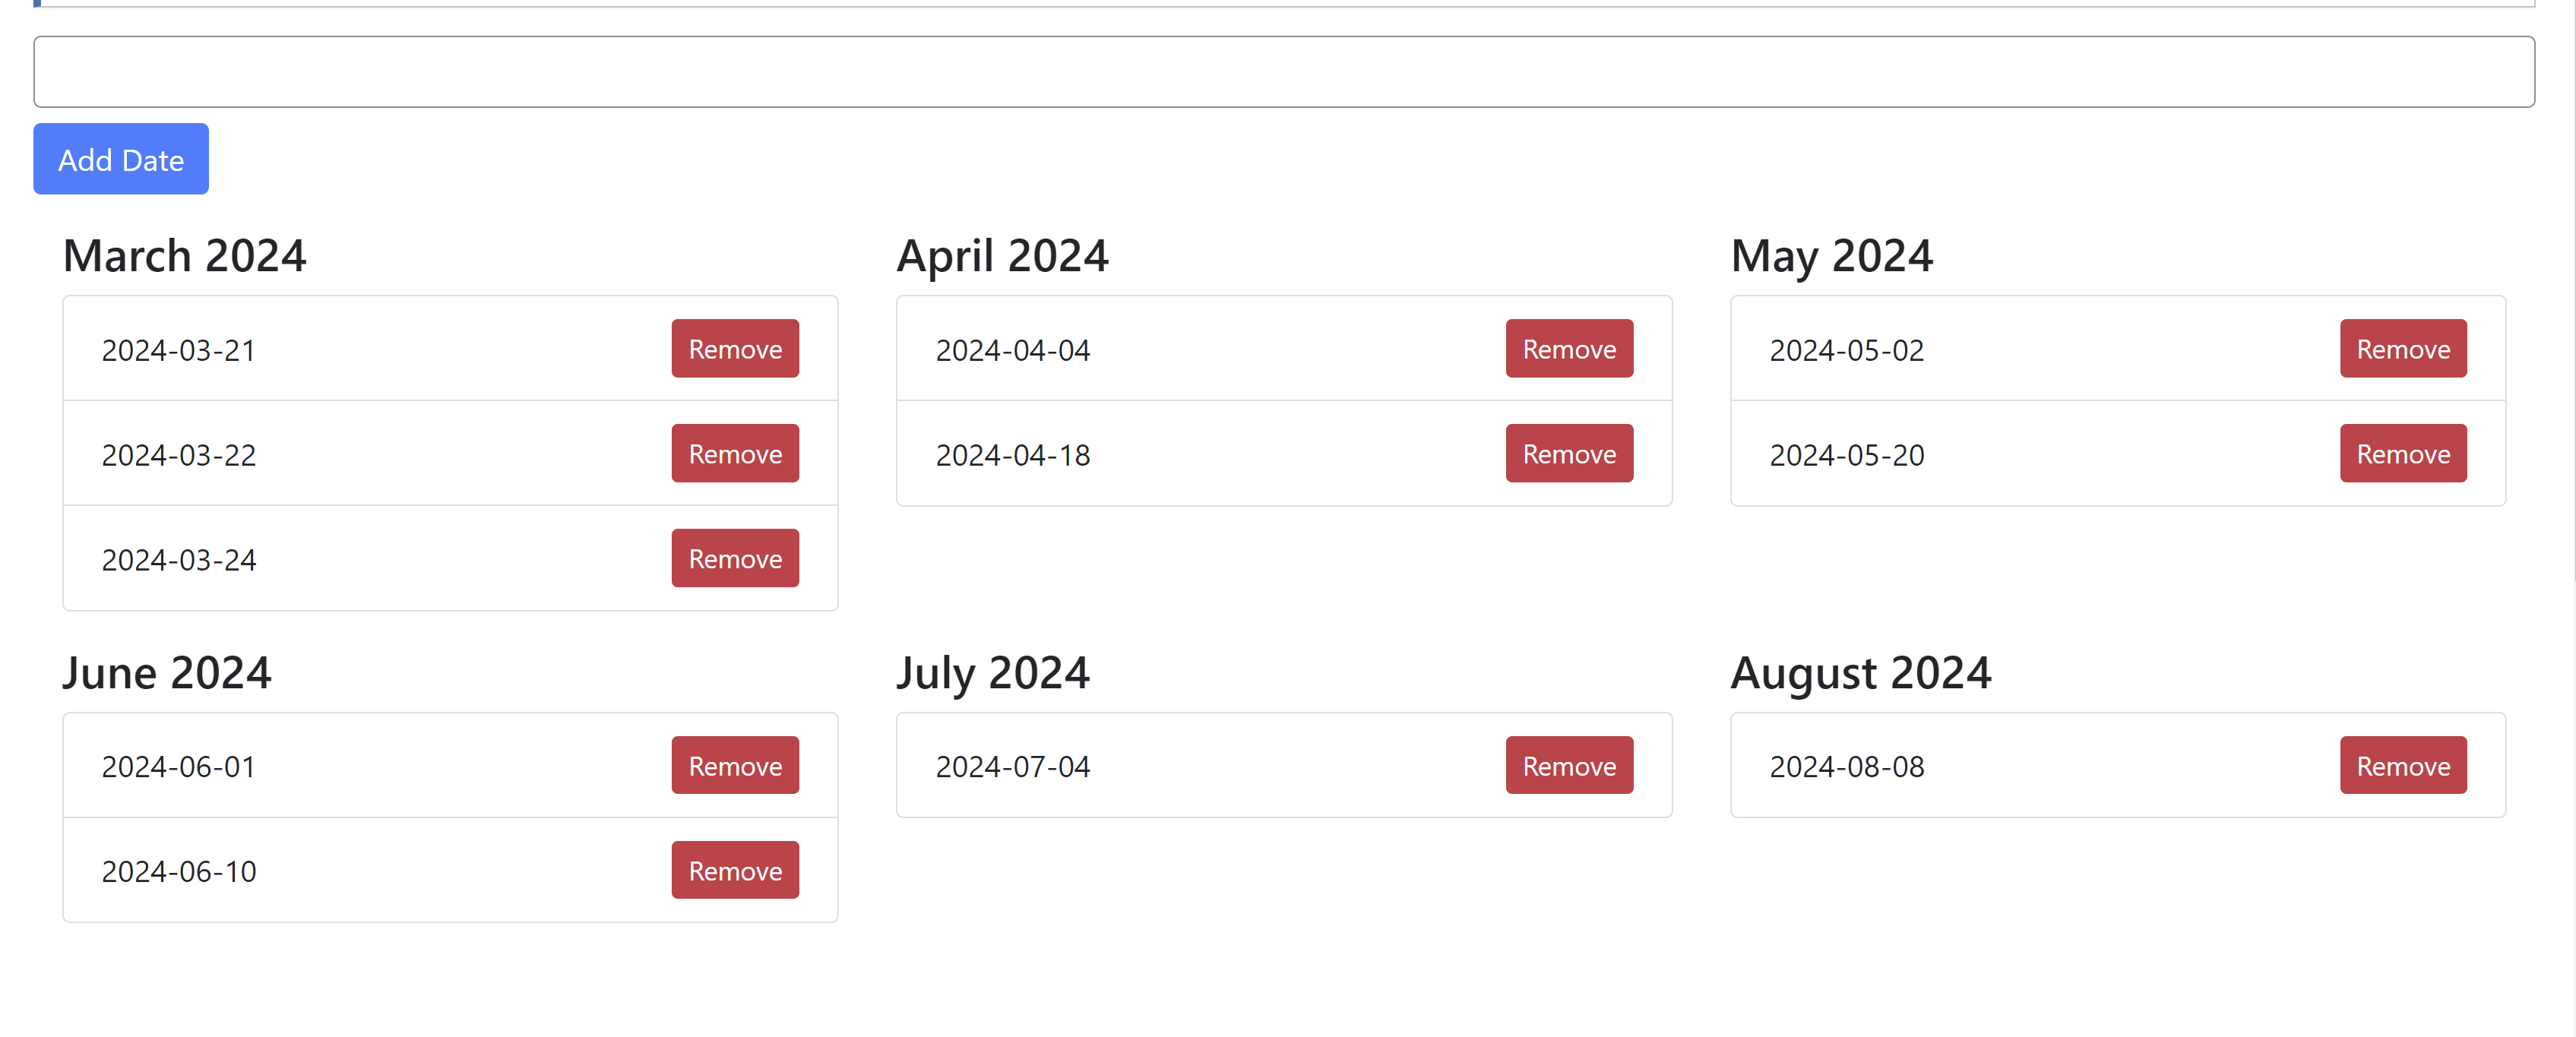 Add Date
March 2024
2024-03-21 Remove
2024-03-22 Remove
2024-03-24 Remove
April 2024
2024-04-04 Remove
2024-04-18 Remove
May 2024
2024-05-02 Remove
2024-05-20 Remove
June 2024
2024-06-01 Remove
2024-06-10 Remove
July 2024
2024-07-04 Remove
August 2024
2024-08-08 Remove